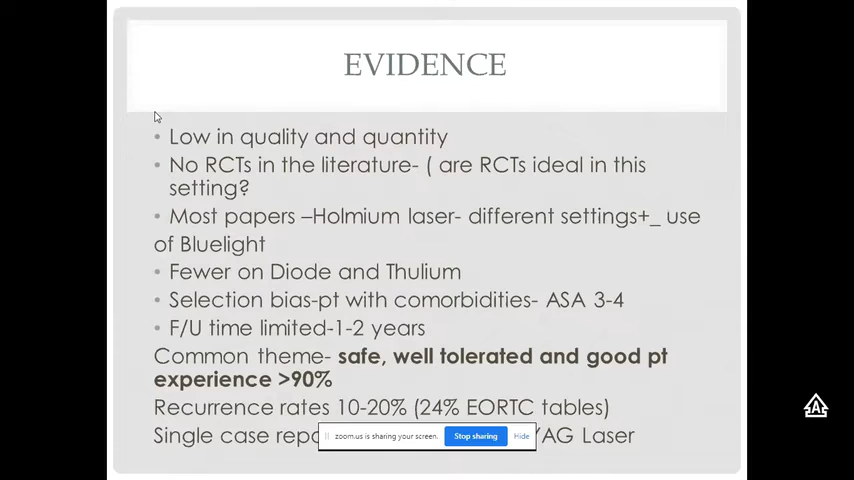 EVIDENCE
• Low in quality and quantity
• No RCTs in the literature- ( are RCTs ideal in this
setting?
• Most papers –Holmium laser- different settings+_ use
of Bluelight
• Fewer on Diode and Thulium
• Selection bias-pt with comorbidities- ASA 3-4
• F/U time limited-1-2 years
Common theme- safe, well tolerated and good pt
experience >90%
Recurrence rates 10-20% (24% EORTC tables)
Single case repo
YAG Laser
zoom.us is sharing your screen. Stop sharing Hide
A